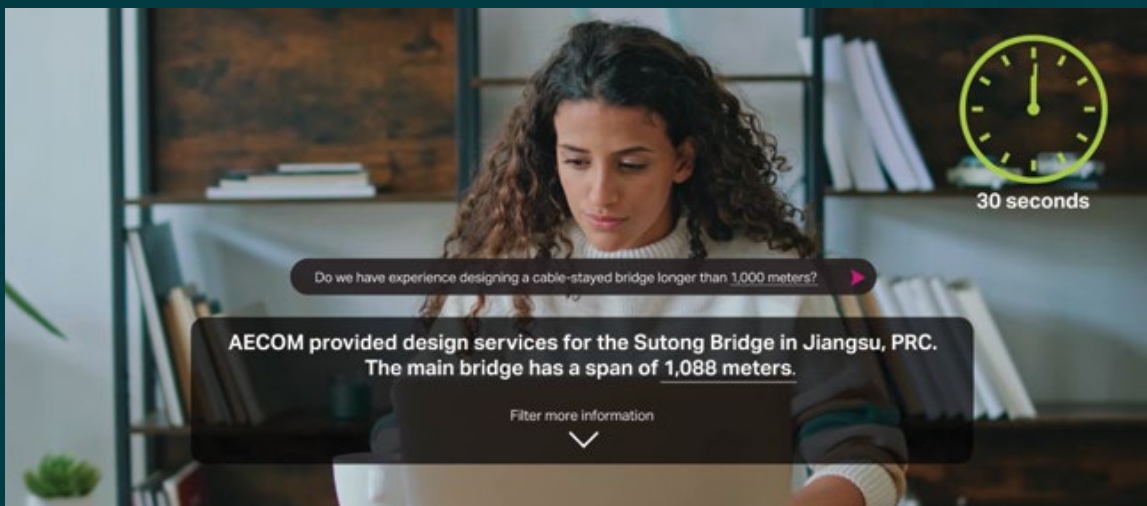 30 seconds
Do we have experience designing a cable-stayed bridge longer than 1,000 meters?
AECOM provided design services for the Sutong Bridge in Jiangsu, PRC.
The main bridge has a span of 1,088 meters.
Filter more information